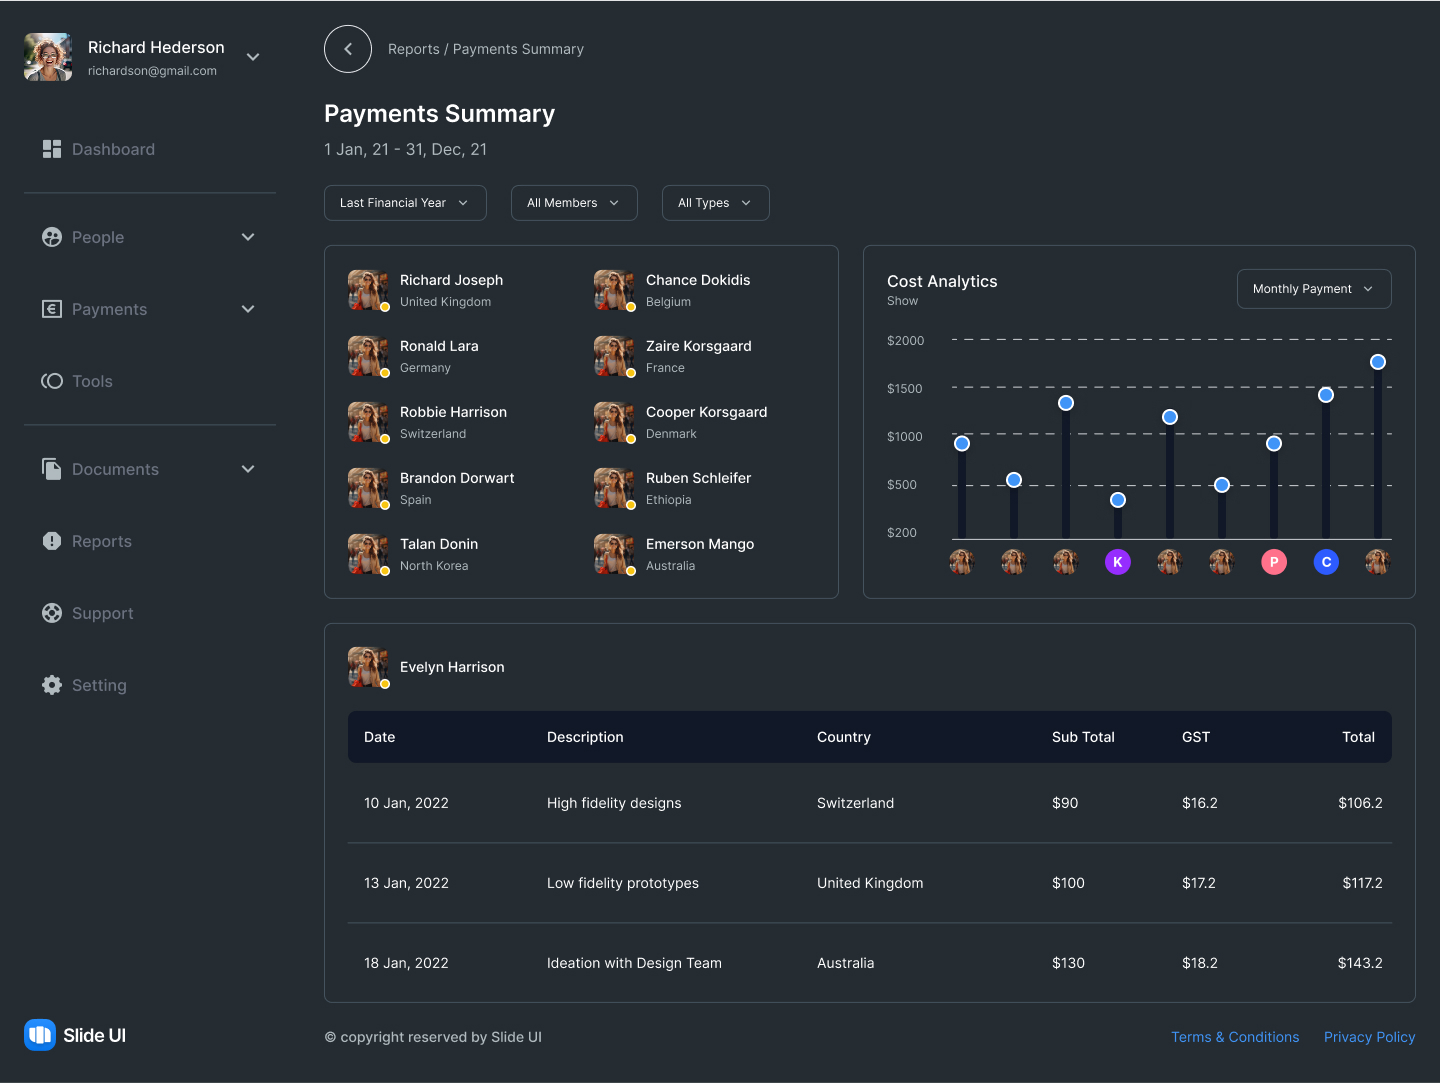 Richard Hederson
richardson@gmail.com
Dashboard
People
Payments
Tools
Documents
Reports
Support
Setting
Slide UI
Reports / Payments Summary
Payments Summary
1 Jan, 21 - 31, Dec, 21
Last Financial Year
All Members
All Types
Richard Joseph
United Kingdom
Chance Dokidis
Belgium
Ronald Lara
Germany
Zaire Korsgaard
France
Robbie Harrison
Switzerland
Cooper Korsgaard
Denmark
Brandon Dorwart
Spain
Ruben Schleifer
Ethiopia
Talan Donin
North Korea
Emerson Mango
Australia
Cost Analytics
Show
Monthly Payment
$2000
$1500
$1000
$500
$200
K P C
Evelyn Harrison
Date Description Country Sub Total GST Total
10 Jan, 2022 High fidelity designs Switzerland $90 $16.2 $106.2
13 Jan, 2022 Low fidelity prototypes United Kingdom $100 $17.2 $117.2
18 Jan, 2022 Ideation with Design Team Australia $130 $18.2 $143.2
© copyright reserved by Slide UI
Terms & Conditions
Privacy Policy